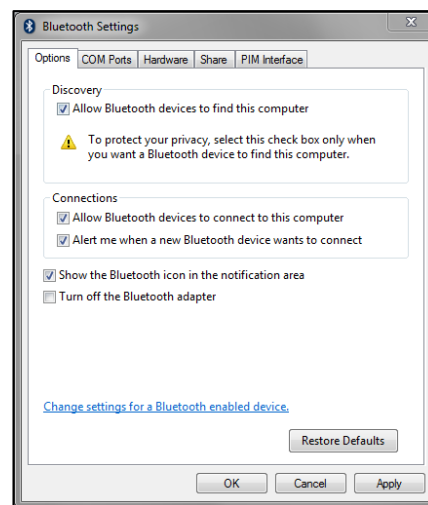 Bluetooth Settings
Options COM Ports Hardware Share PIM Interface
Discovery
Allow Bluetooth devices to find this computer
To protect your privacy, select this check box only when
you want a Bluetooth device to find this computer.
Connections
Allow Bluetooth devices to connect to this computer
Alert me when a new Bluetooth device wants to connect
Show the Bluetooth icon in the notification area
Turn off the Bluetooth adapter
Change settings for a Bluetooth enabled device.
Restore Defaults
OK Cancel Apply